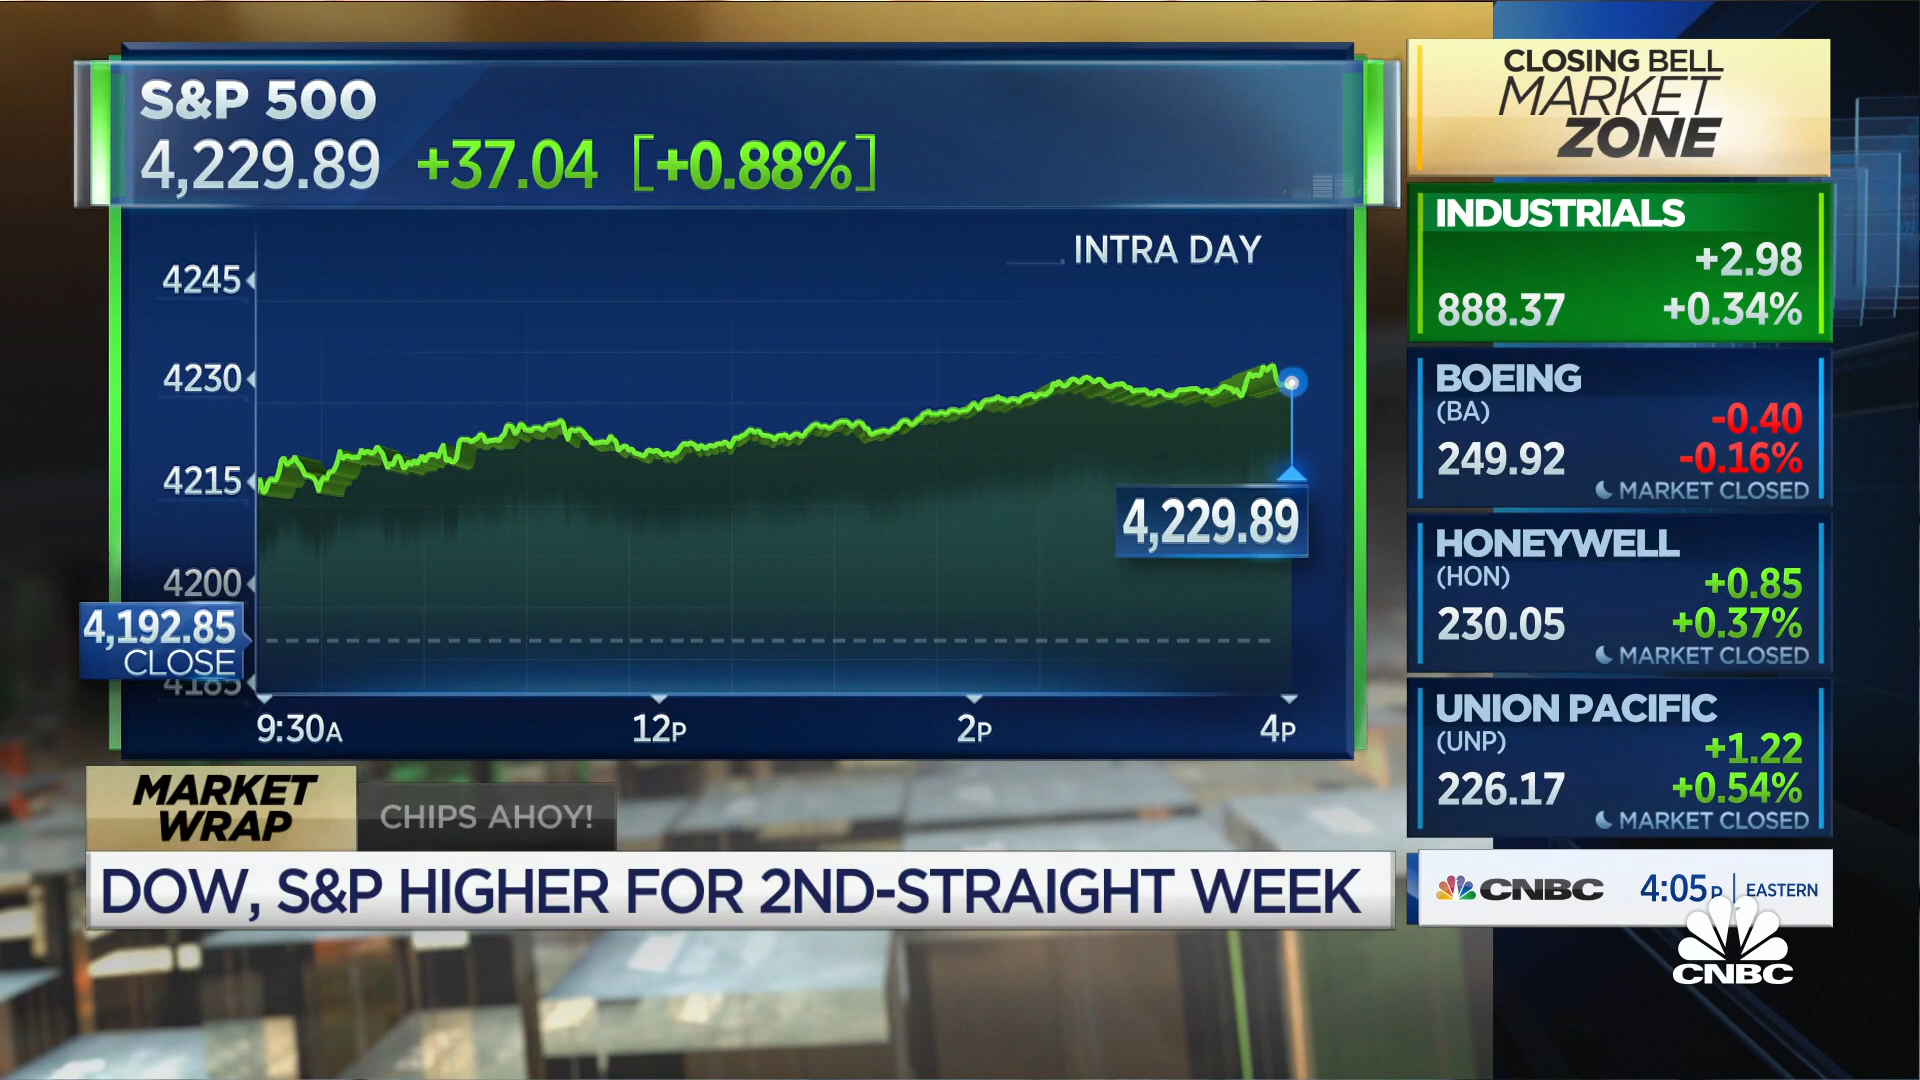 S&P 500
4,229.89 +37.04 [+0.88%]
INTRA DAY
4245
4230
4215
4200
4185
4,192.85
CLOSE
4,229.89
9:30A 12P 2P 4P
MARKET
WRAP
CHIPS AHOY!
DOW, S&P HIGHER FOR 2ND-STRAIGHT WEEK
CLOSING BELL
MARKET
ZONE
INDUSTRIALS
+2.98
888.37 +0.34%
BOEING
(BA) -0.40
249.92 -0.16%
MARKET CLOSED
HONEYWELL
(HON) +0.85
230.05 +0.37%
MARKET CLOSED
UNION PACIFIC
(UNP) +1.22
226.17 +0.54%
MARKET CLOSED
CNBC 4:05P EASTERN
CNBC